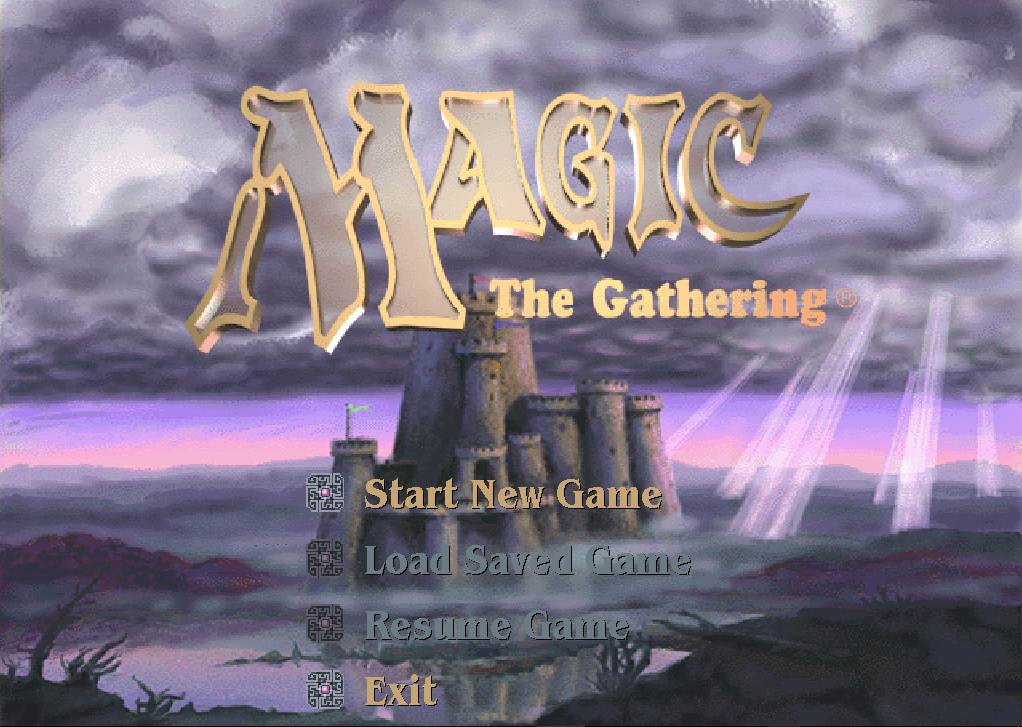 Magic
The Gathering®
Start New Game
Load Saved Game
Resume Game
Exit